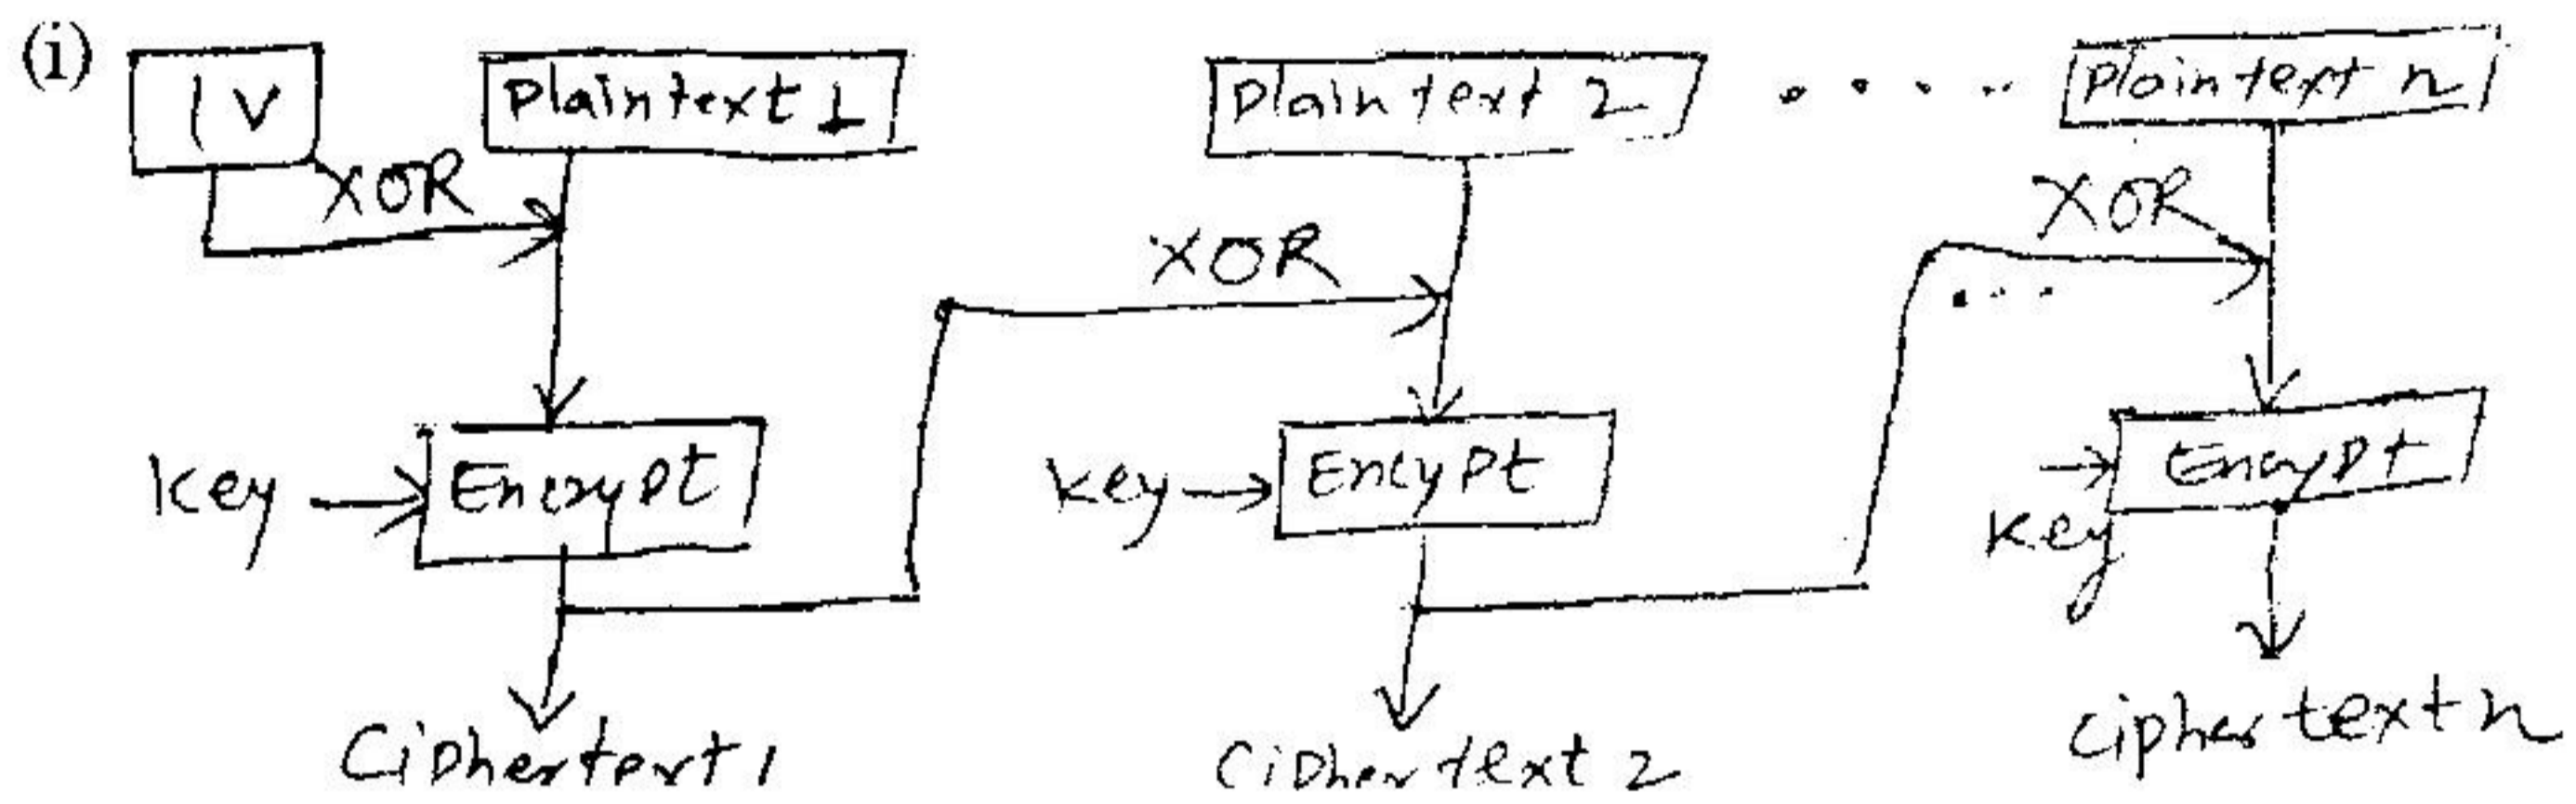 (i) IV Plaintext 1 Plaintext 2 . . . . Plaintext n
XOR XOR XOR
. . .
Key Encrypt Key Encypt Key Encrypt
Ciphertext 1 Ciphertext 2 Ciphertext n